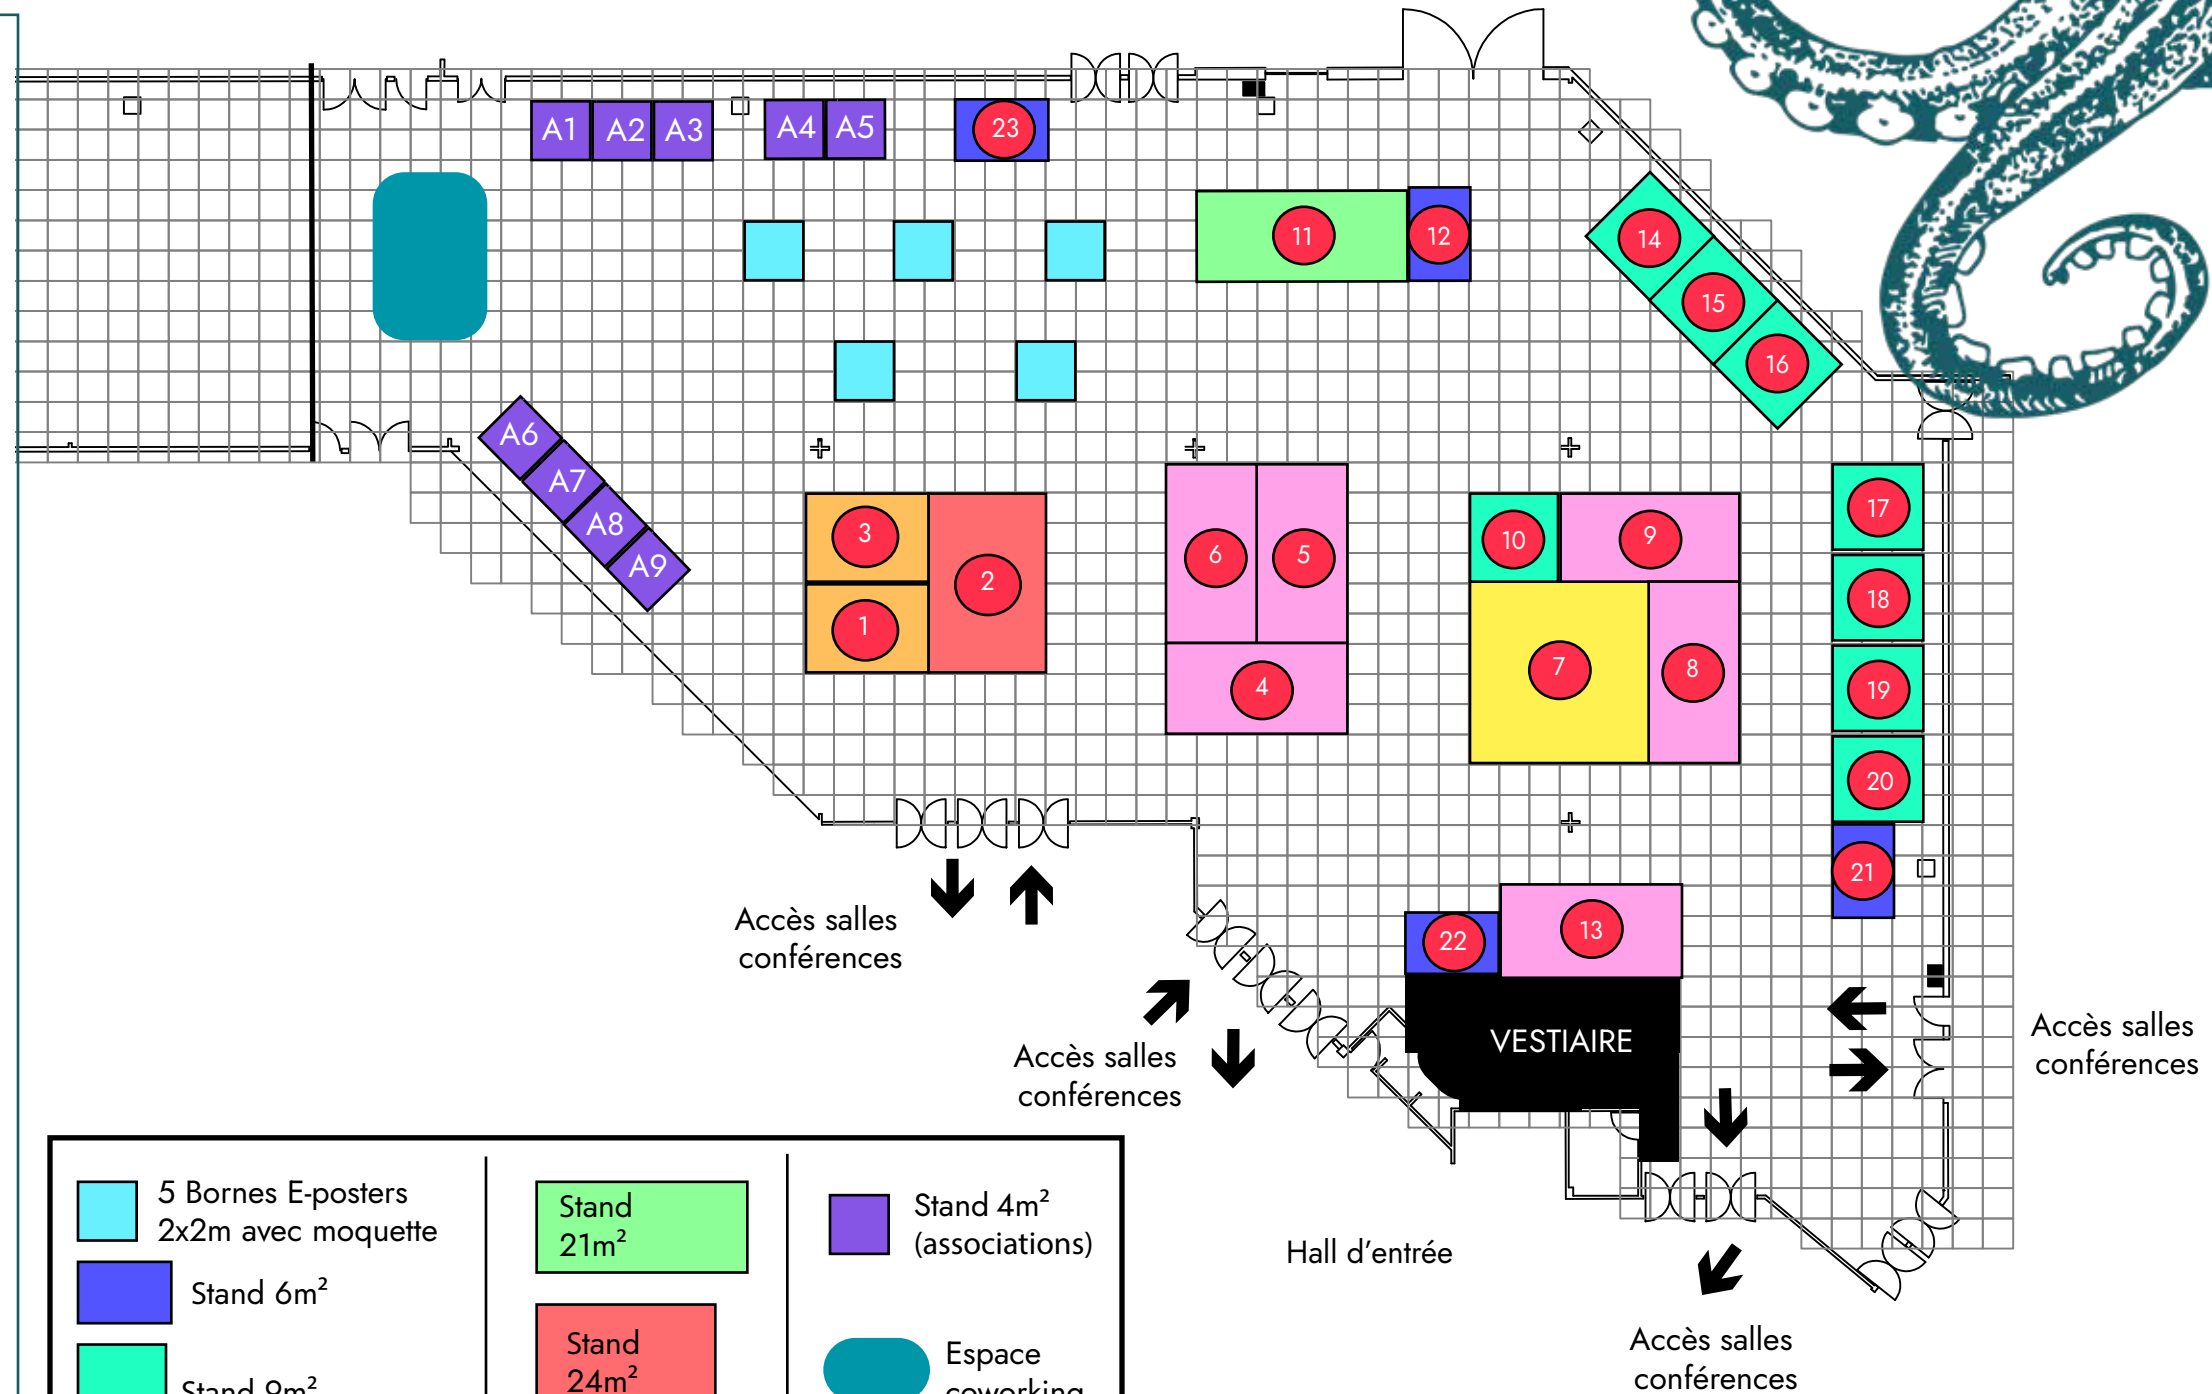 A1 A2 A3 A4 A5 23
11 12 14
15
16
A6
A7
A8
A9
3
2
1
6 5
4
10 9
7 8
17
18
19
20
21
22 13
VESTIAIRE
Accès salles
conférences
Accès salles
conférences
Accès salles
conférences
Hall d'entrée
Accès salles
conférences
5 Bornes E-posters
2x2m avec moquette
Stand 6m²
Stand 9m²
Stand
21m²
Stand
24m²
Stand 4m²
(associations)
Espace
coworking